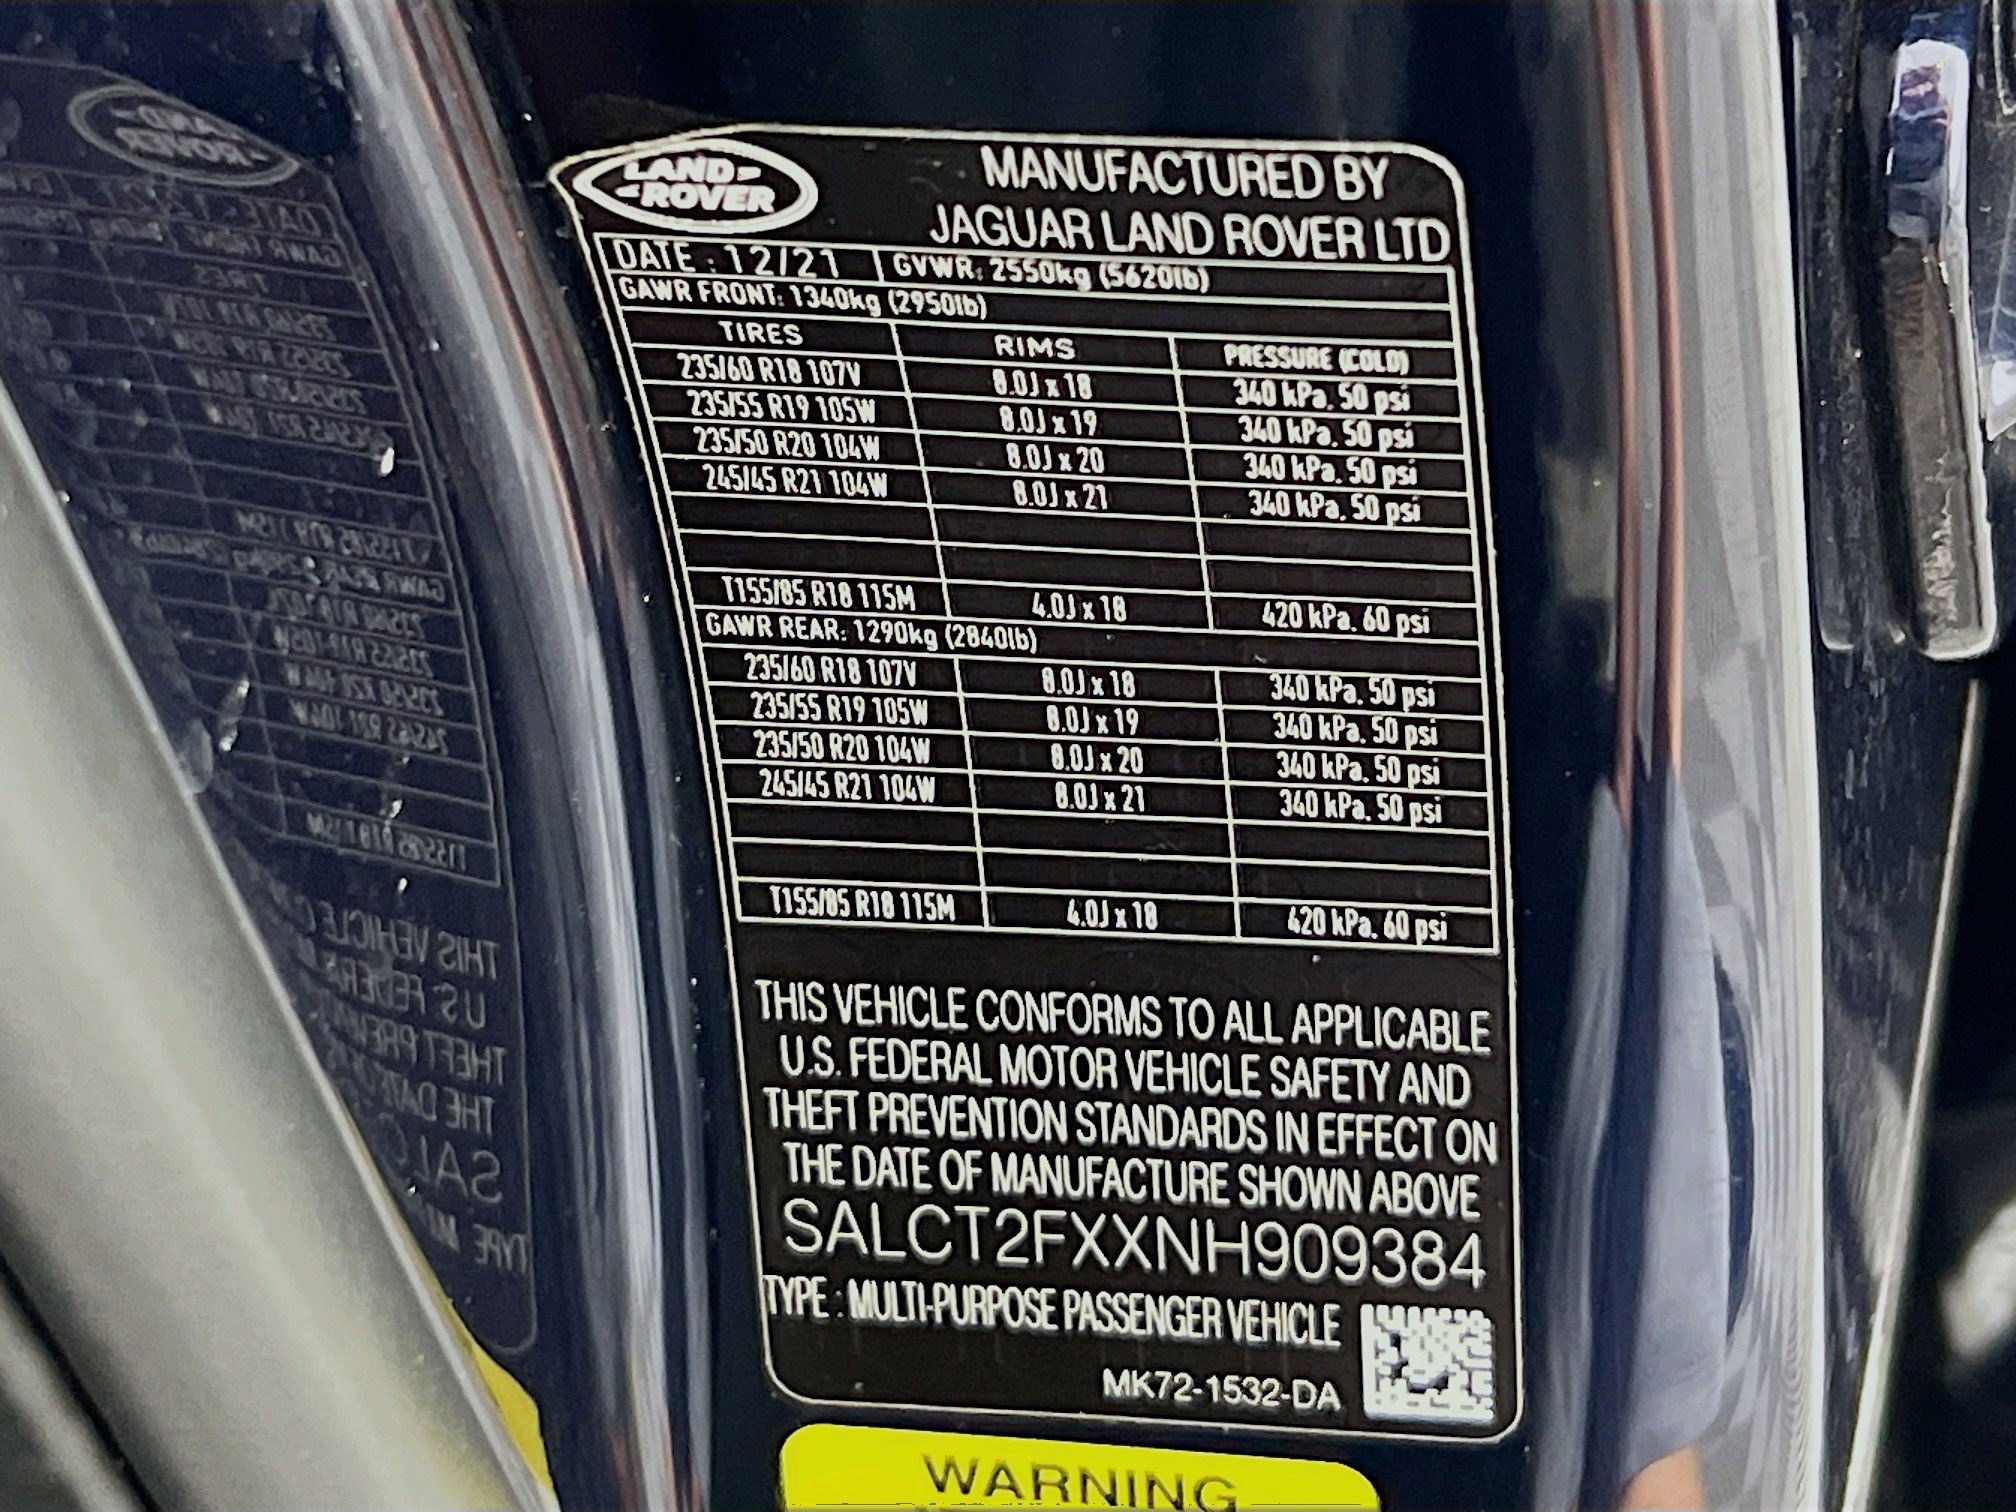 LAND
ROVER
MANUFACTURED BY
JAGUAR LAND ROVER LTD
DATE : 12/21 GVWR: 2550kg (5620lb)
GAWR FRONT: 1340kg (2950lb)
TIRES RIMS PRESSURE (COLD)
235/60 R18 107V 8.0J x 18 340 kPa. 50 psi
235/55 R19 105W 8.0J x 19 340 kPa. 50 psi
235/50 R20 104W 8.0J x 20 340 kPa. 50 psi
245/45 R21 104W 8.0J x 21 340 kPa. 50 psi
T155/85 R18 115M 4.0J x 18 420 kPa. 60 psi
GAWR REAR: 1290kg (2840lb)
235/60 R18 107V 8.0J x 18 340 kPa. 50 psi
235/55 R19 105W 8.0J x 19 340 kPa. 50 psi
235/50 R20 104W 8.0J x 20 340 kPa. 50 psi
245/45 R21 104W 8.0J x 21 340 kPa. 50 psi
T155/85 R18 115M 4.0J x 18 420 kPa. 60 psi
THIS VEHICLE CONFORMS TO ALL APPLICABLE
U.S. FEDERAL MOTOR VEHICLE SAFETY AND
THEFT PREVENTION STANDARDS IN EFFECT ON
THE DATE OF MANUFACTURE SHOWN ABOVE
SALCT2FXXNH909384
TYPE : MULTI-PURPOSE PASSENGER VEHICLE
MK72-1532-DA
WARNING